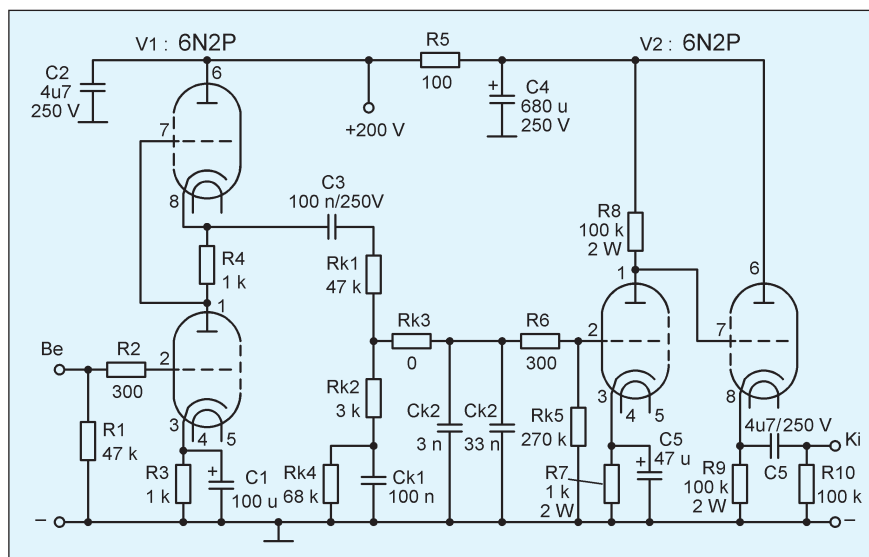 V1 : 6N2P
R5
100
V2 : 6N2P
C2
4u7
250 V
6
7
8
+200 V
+
C4
680 u
250 V
C3
100 n/250V
R4
1 k
Rk1
47 k
R8
100 k
2 W
1
6
7
8
Be
R2
300
1
2
3
4
5
R1
47 k
R3
1 k
+
C1
100 u
Rk3
0
Rk2
3 k
Rk4
68 k
Ck1
100 n
Ck2
3 n
Ck2
33 n
R6
300
2
3
4
5
Rk5
270 k
R7
1 k
2 W
+
C5
47 u
4u7/250 V
C5
Ki
R9
100 k
2 W
R10
100 k
–
–